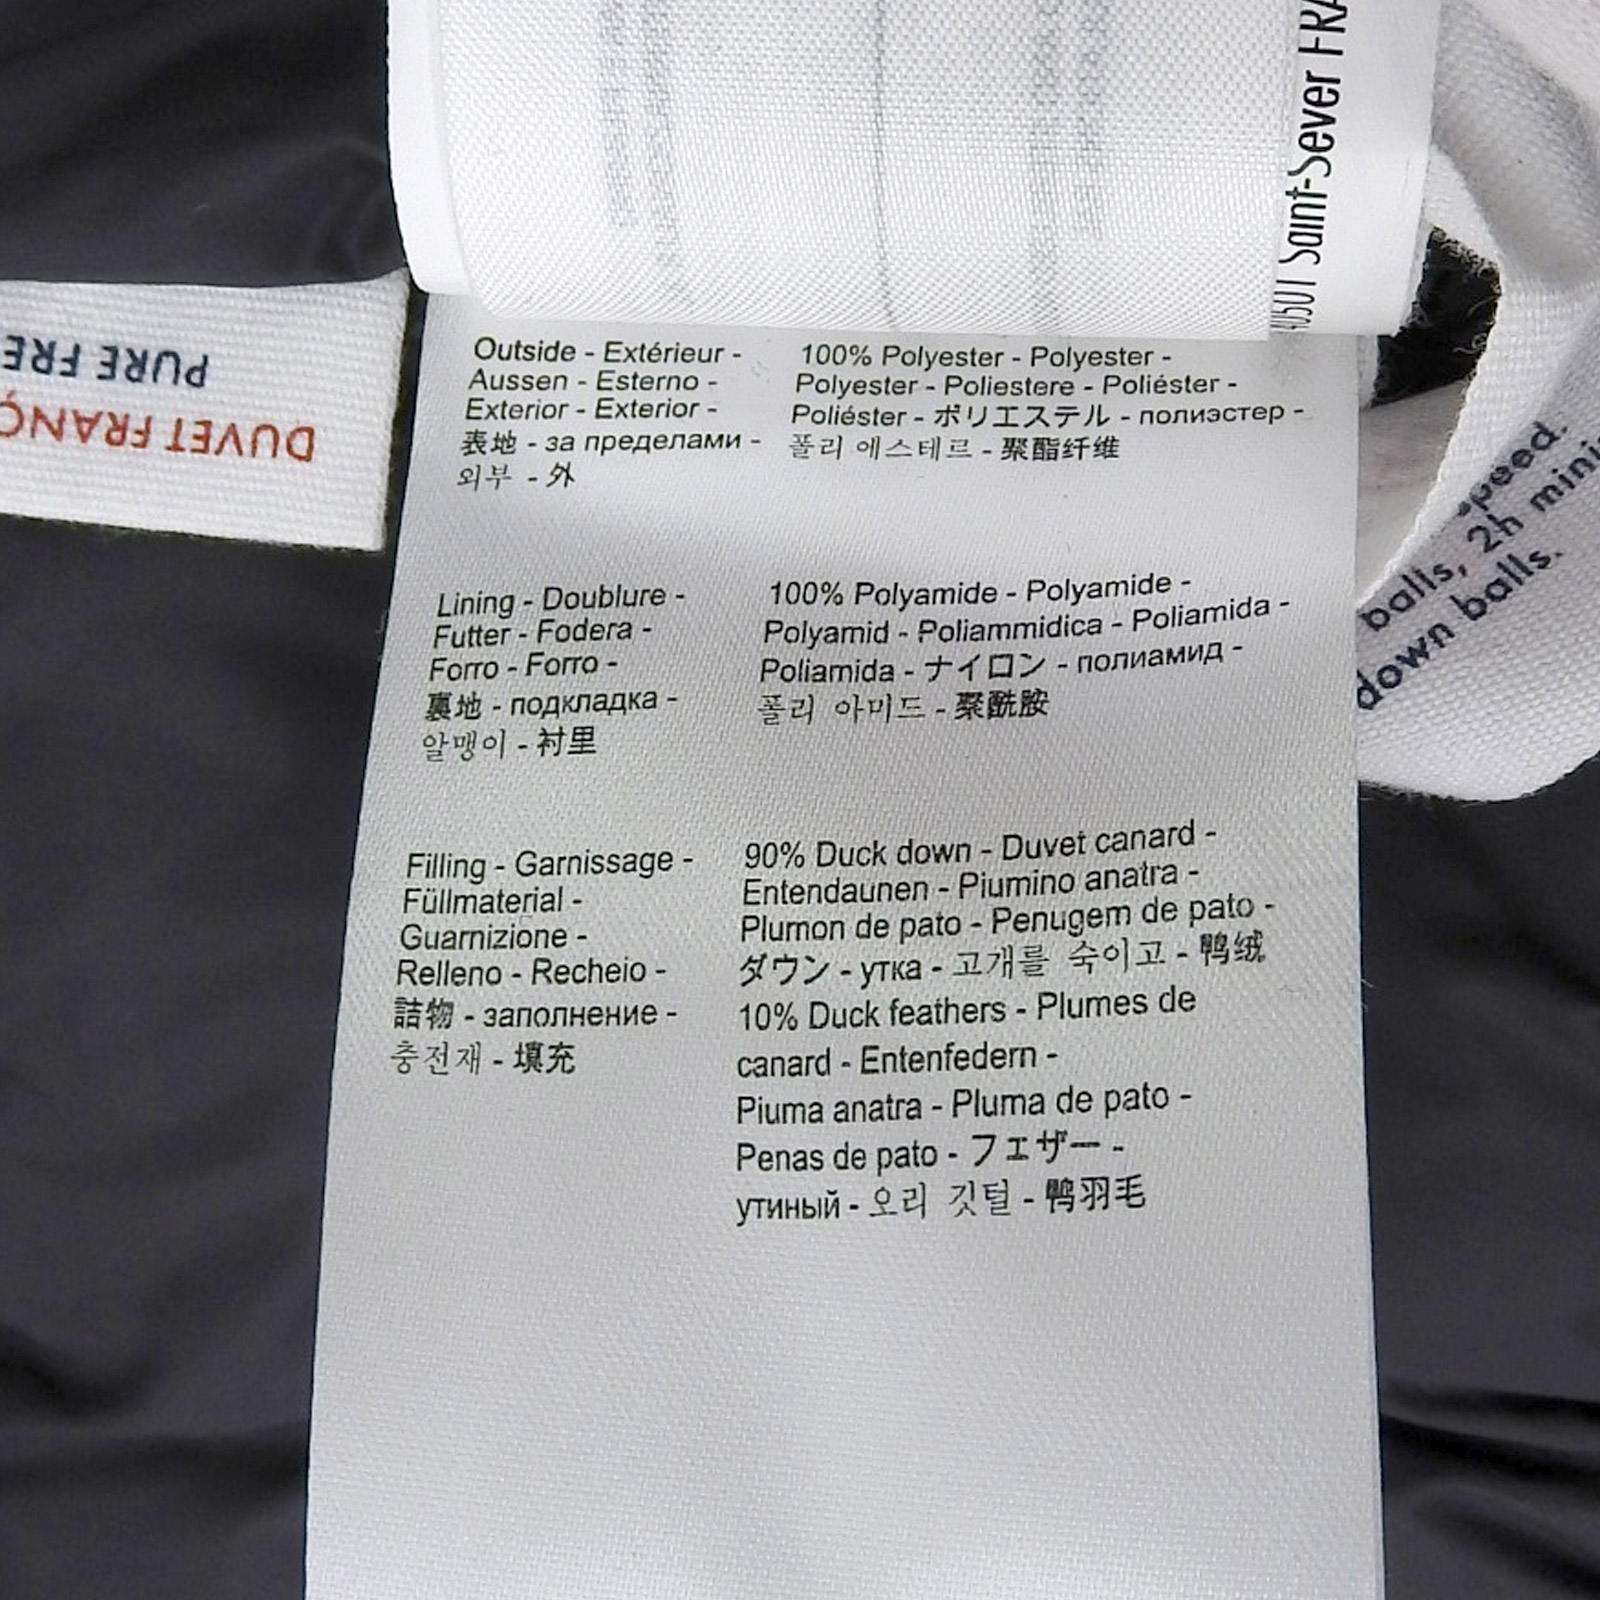 Saint-Sever FRA
PURE FRE
DUVET FRANÇ
speed.
balls, 2h mini
down balls.
Outside - Extérieur -
Aussen - Esterno -
Exterior - Exterior -
表地 - за пределами -
외부 - 外
100% Polyester - Polyester -
Polyester - Poliestere - Poliéster -
Poliéster - ポリエステル - полиэстер -
폴리 에스테르 - 聚酯纤维
Lining - Doublure -
Futter - Fodera -
Forro - Forro -
裏地 - подкладка -
알맹이 - 衬里
100% Polyamide - Polyamide -
Polyamid - Poliammidica - Poliamida -
Poliamida - ナイロン - полиамид -
폴리 아미드 - 聚酰胺
Filling - Garnissage -
Füllmaterial -
Guarnizione -
Relleno - Recheio -
詰物 - заполнение -
충전재 - 填充
90% Duck down - Duvet canard -
Entendaunen - Piumino anatra -
Plumon de pato - Penugem de pato -
ダウン - утка - 고개를 숙이고 - 鸭绒
10% Duck feathers - Plumes de
canard - Entenfedern -
Piuma anatra - Pluma de pato -
Penas de pato - フェザー -
утиный - 오리 깃털 - 鸭羽毛